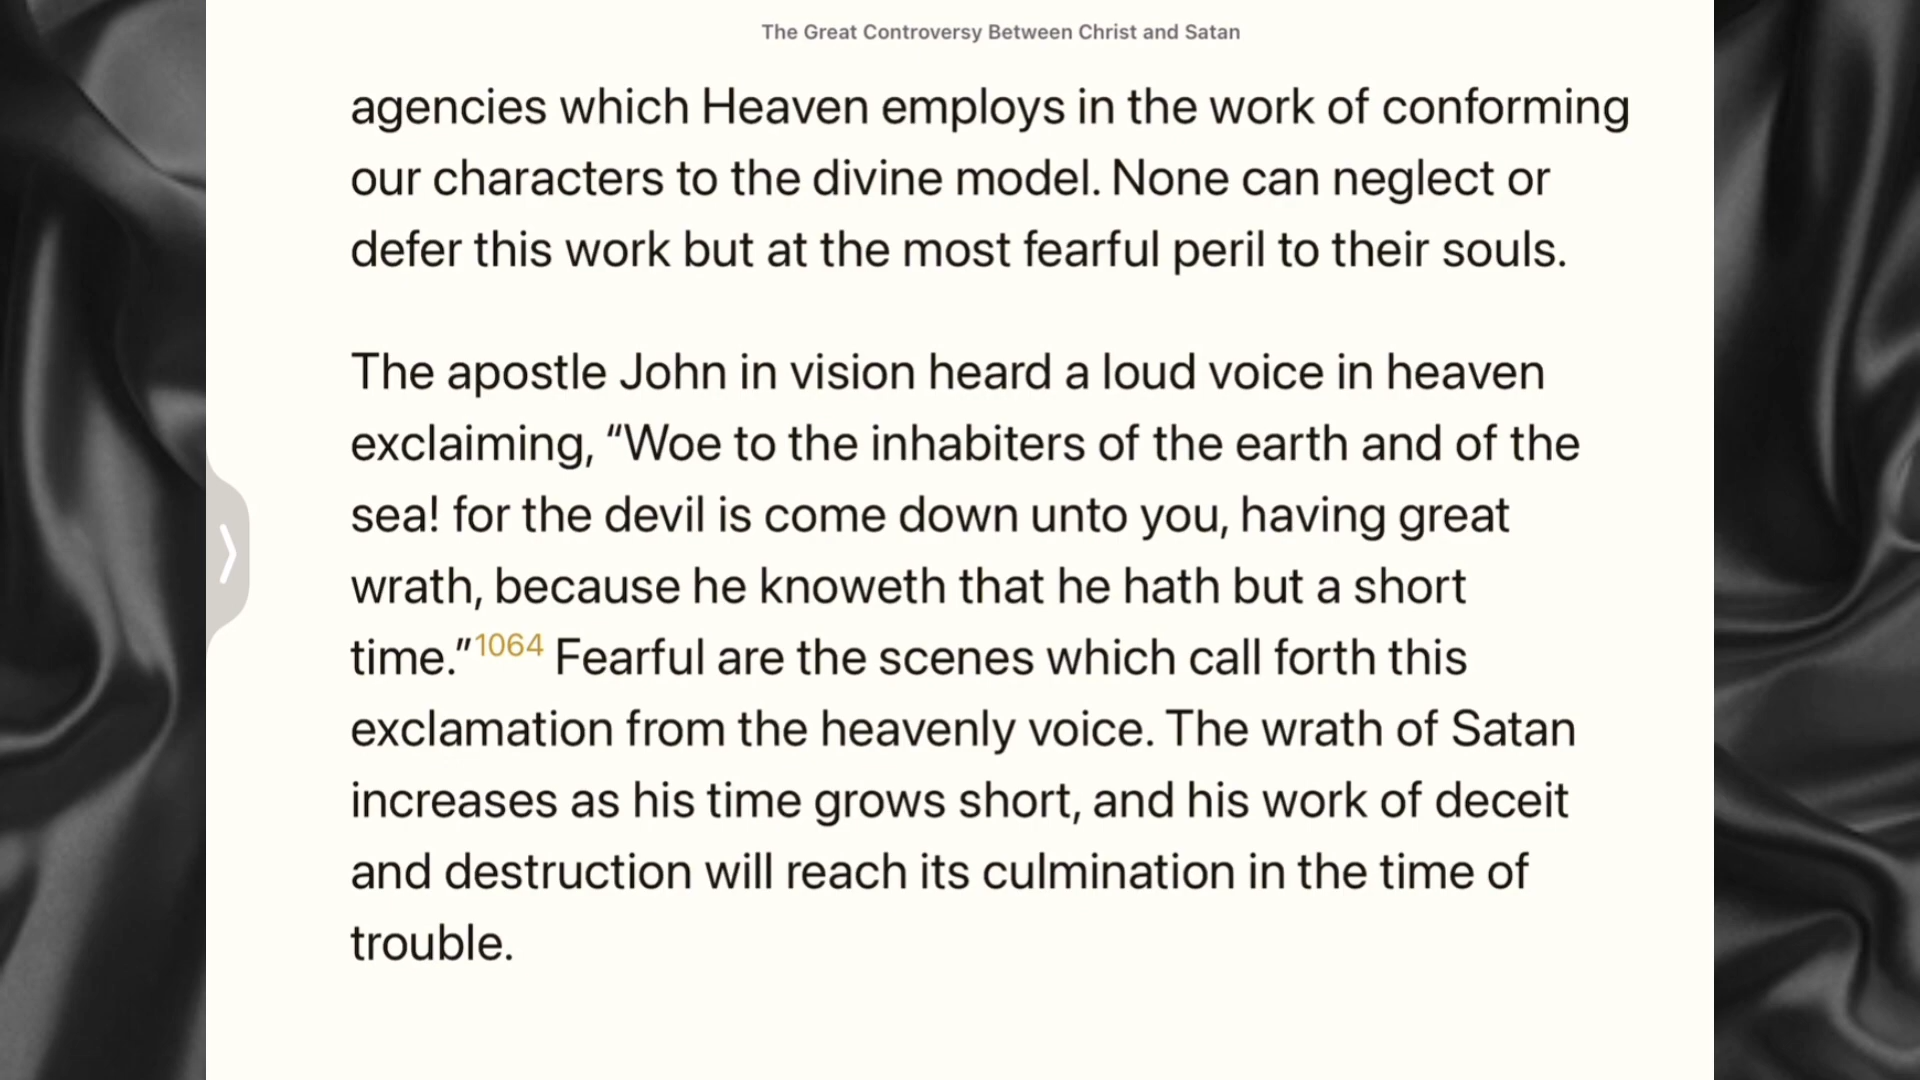 The Great Controversy Between Christ and Satan
agencies which Heaven employs in the work of conforming
our characters to the divine model. None can neglect or
defer this work but at the most fearful peril to their souls.
The apostle John in vision heard a loud voice in heaven
exclaiming, “Woe to the inhabiters of the earth and of the
sea! for the devil is come down unto you, having great
wrath, because he knoweth that he hath but a short
time.”1064 Fearful are the scenes which call forth this
exclamation from the heavenly voice. The wrath of Satan
increases as his time grows short, and his work of deceit
and destruction will reach its culmination in the time of
trouble.